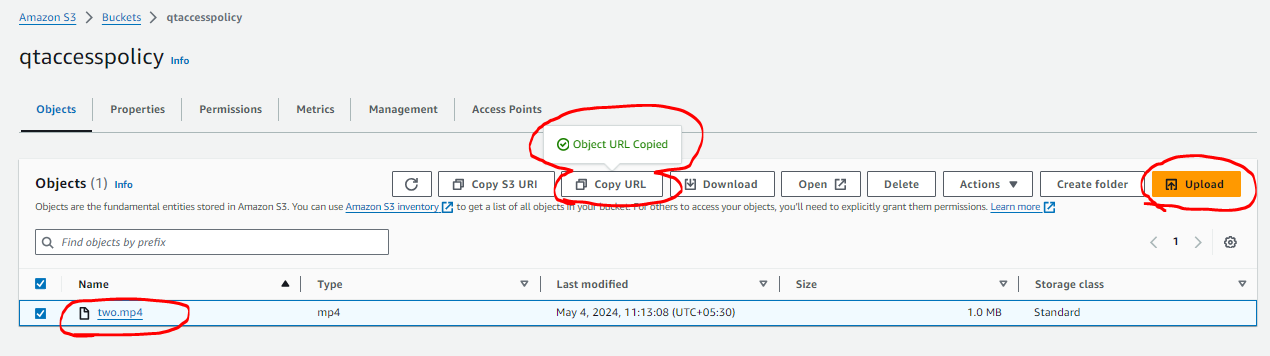 Amazon S3 > Buckets > qtaccesspolicy
qtaccesspolicy Info
Objects Properties Permissions Metrics Management Access Points
Object URL Copied
Objects (1) Info Copy S3 URI Copy URL Download Open Delete Actions Create folder Upload
Objects are the fundamental entities stored in Amazon S3. You can use Amazon S3 inventory to get a list of all objects in your bucket. For others to access your objects, you'll need to explicitly grant them permissions. Learn more
Find objects by prefix 1
Name Type Last modified Size Storage class
two.mp4 mp4 May 4, 2024, 11:13:08 (UTC+05:30) 1.0 MB Standard